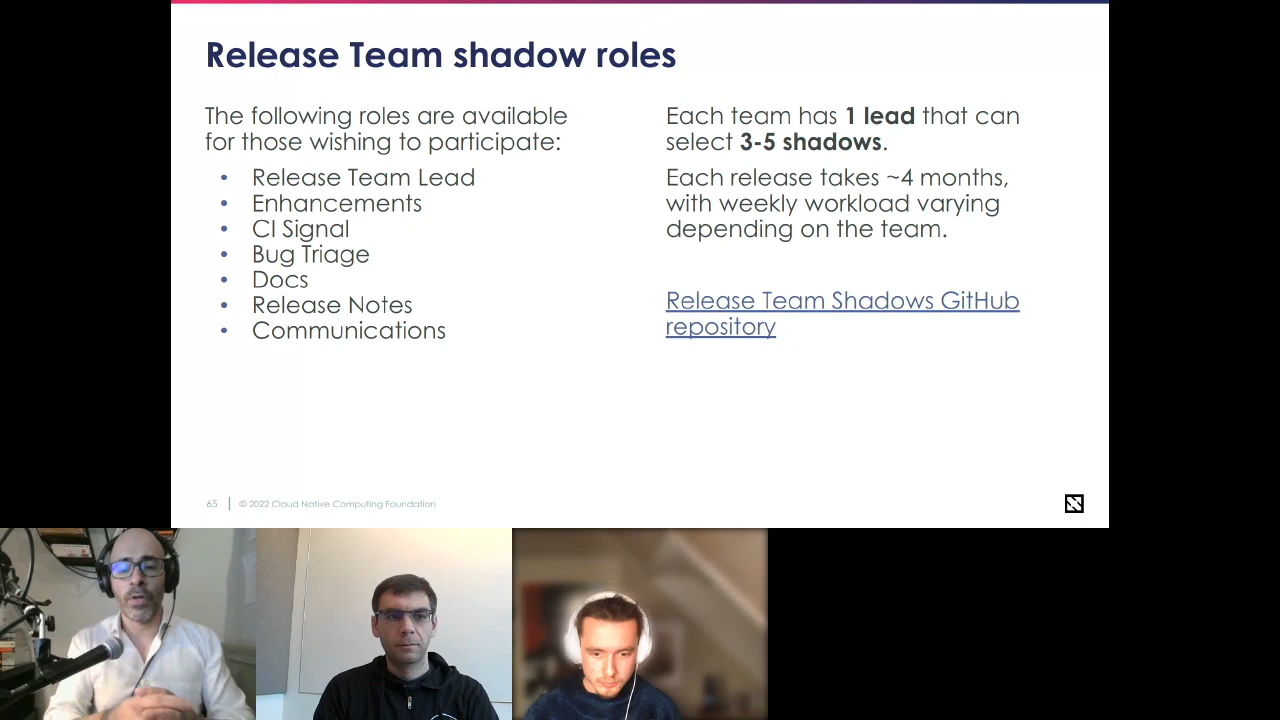 Release Team shadow roles
The following roles are available
for those wishing to participate:
• Release Team Lead
• Enhancements
• CI Signal
• Bug Triage
• Docs
• Release Notes
• Communications
Each team has 1 lead that can
select 3-5 shadows.
Each release takes ~4 months,
with weekly workload varying
depending on the team.
Release Team Shadows GitHub
repository
65 | © 2022 Cloud Native Computing Foundation